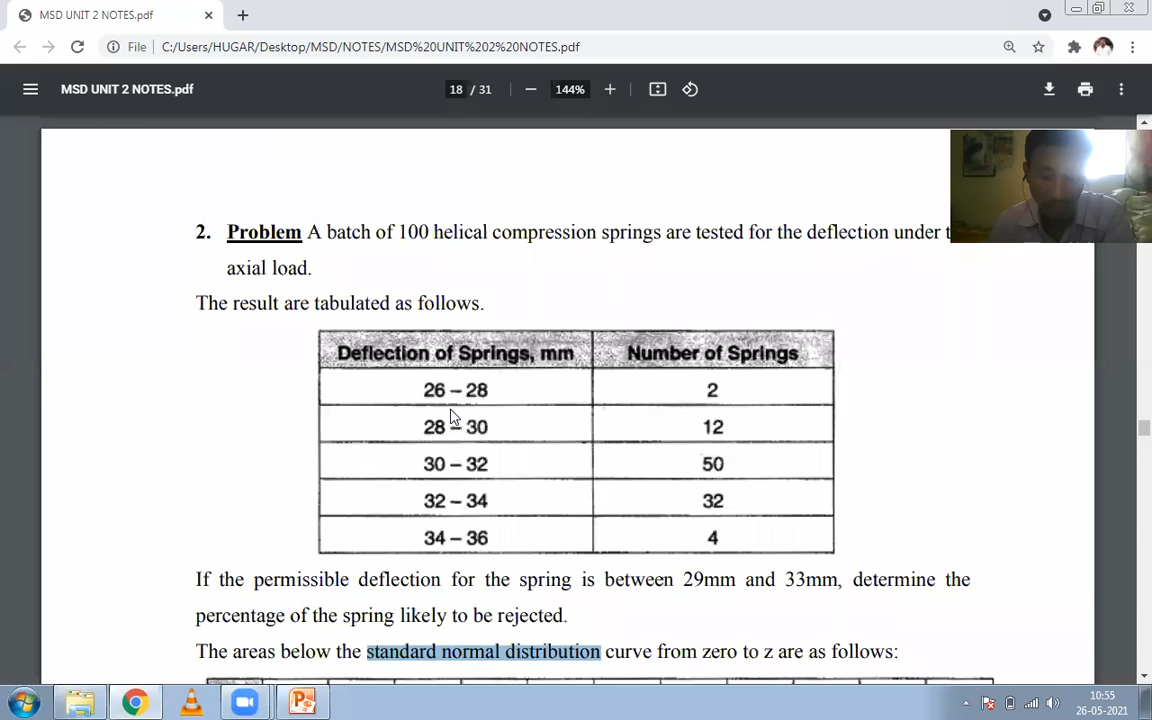 MSD UNIT 2 NOTES.pdf
File C:/Users/HUGAR/Desktop/MSD/NOTES/MSD%20UNIT%202%20NOTES.pdf
MSD UNIT 2 NOTES.pdf 18 / 31 144%
2. Problem A batch of 100 helical compression springs are tested for the deflection under
axial load.
The result are tabulated as follows.
Deflection of Springs, mm Number of Springs
26 – 28 2
28 – 30 12
30 – 32 50
32 – 34 32
34 – 36 4
If the permissible deflection for the spring is between 29mm and 33mm, determine the
percentage of the spring likely to be rejected.
The areas below the standard normal distribution curve from zero to z are as follows:
10:55
26-05-2021